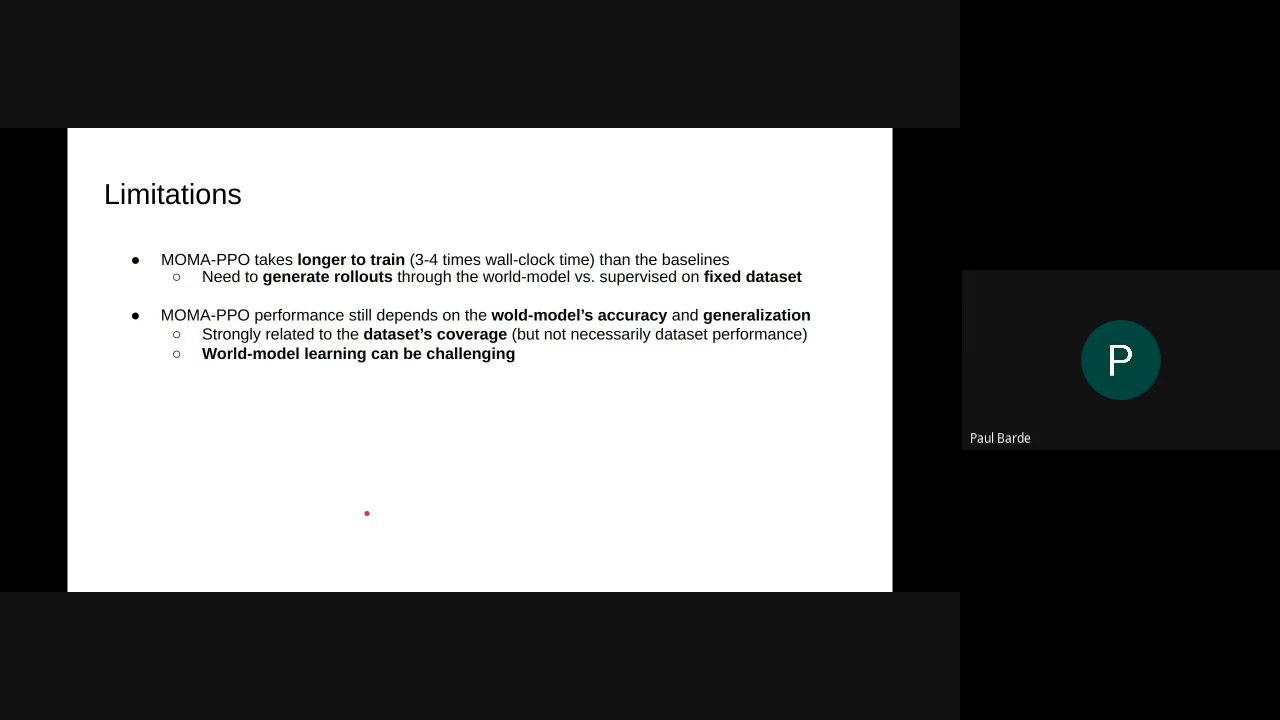 Limitations
● MOMA-PPO takes longer to train (3-4 times wall-clock time) than the baselines
○ Need to generate rollouts through the world-model vs. supervised on fixed dataset
● MOMA-PPO performance still depends on the wold-model’s accuracy and generalization
○ Strongly related to the dataset’s coverage (but not necessarily dataset performance)
○ World-model learning can be challenging
P
Paul Barde